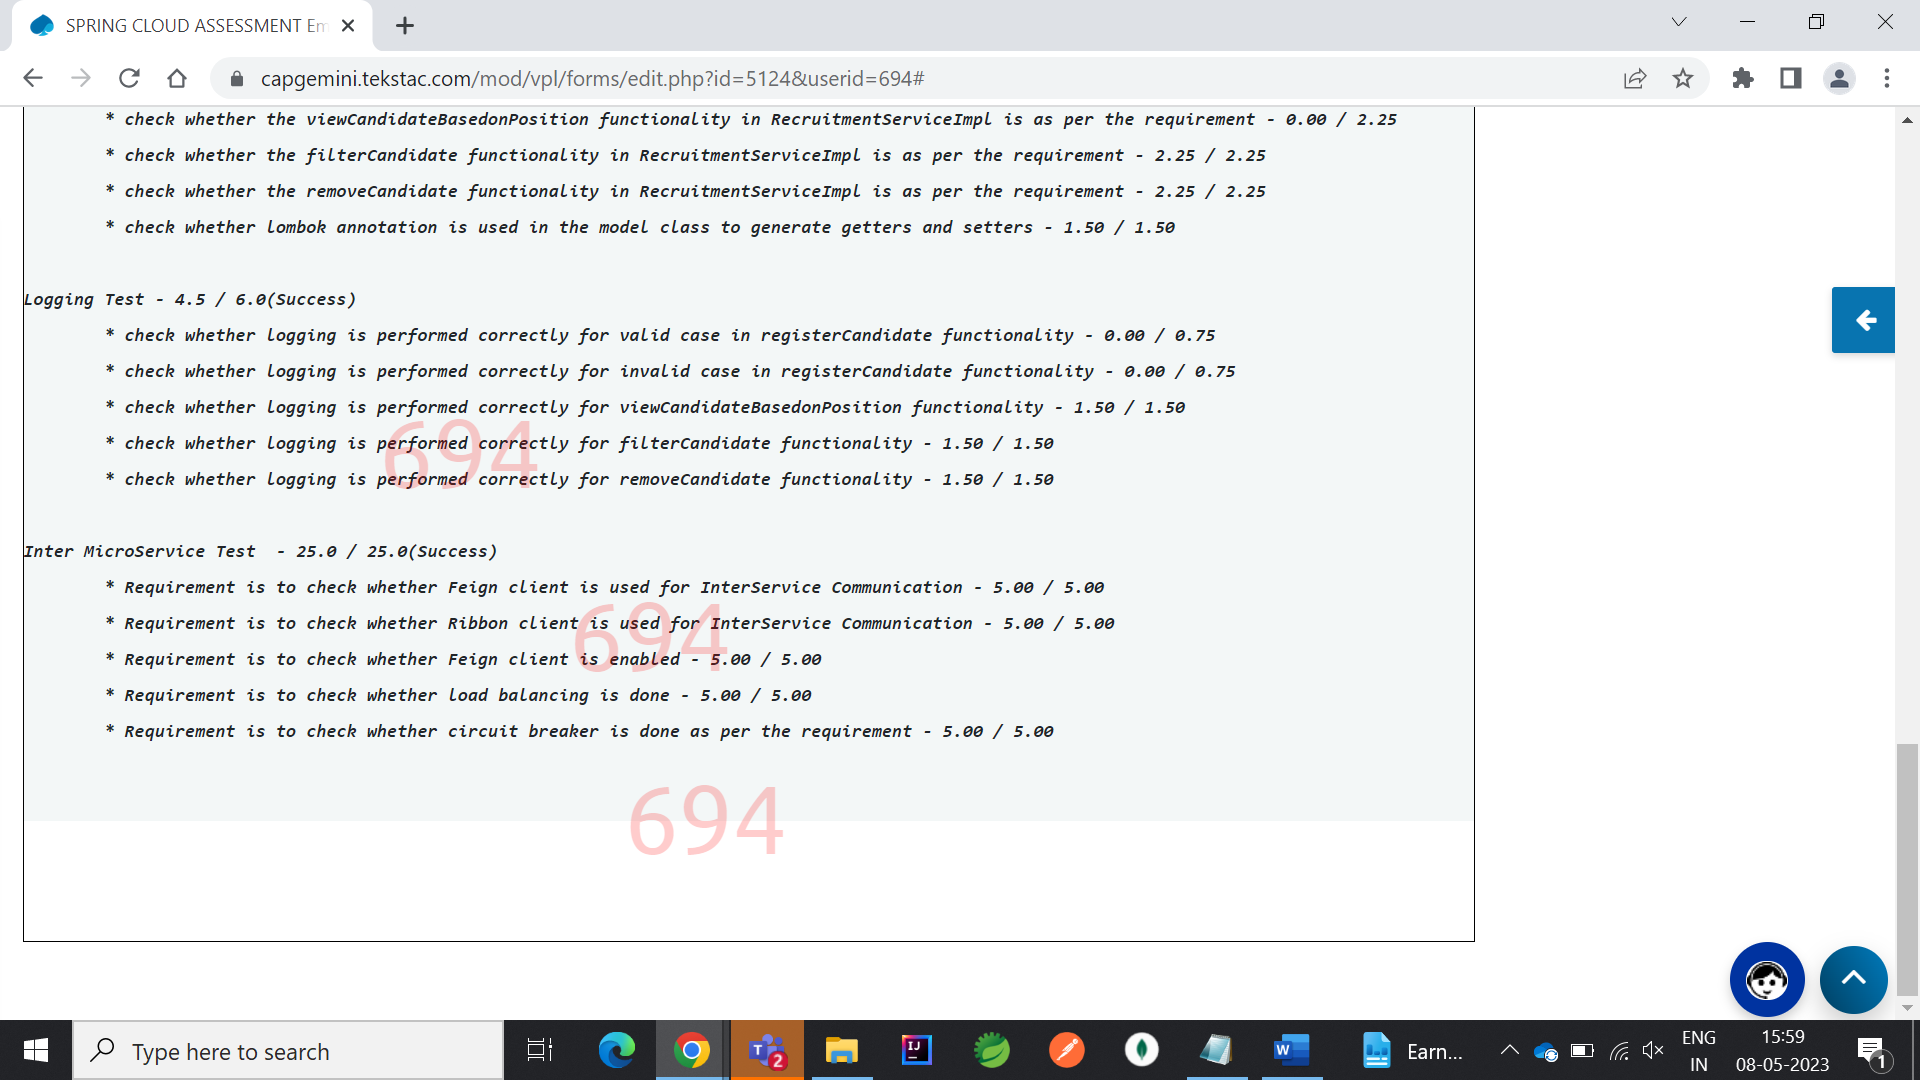 SPRING CLOUD ASSESSMENT Em
capgemini.tekstac.com/mod/vpl/forms/edit.php?id=5124&userid=694#
* check whether the viewCandidateBasedonPosition functionality in RecruitmentServiceImpl is as per the requirement - 0.00 / 2.25
* check whether the filterCandidate functionality in RecruitmentServiceImpl is as per the requirement - 2.25 / 2.25
* check whether the removeCandidate functionality in RecruitmentServiceImpl is as per the requirement - 2.25 / 2.25
* check whether lombok annotation is used in the model class to generate getters and setters - 1.50 / 1.50
Logging Test - 4.5 / 6.0(Success)
* check whether logging is performed correctly for valid case in registerCandidate functionality - 0.00 / 0.75
* check whether logging is performed correctly for invalid case in registerCandidate functionality - 0.00 / 0.75
* check whether logging is performed correctly for viewCandidateBasedonPosition functionality - 1.50 / 1.50
* check whether logging is performed correctly for filterCandidate functionality - 1.50 / 1.50
694
* check whether logging is performed correctly for removeCandidate functionality - 1.50 / 1.50
Inter MicroService Test - 25.0 / 25.0(Success)
* Requirement is to check whether Feign client is used for InterService Communication - 5.00 / 5.00
* Requirement is to check whether Ribbon client is used for InterService Communication - 5.00 / 5.00
694
* Requirement is to check whether Feign client is enabled - 5.00 / 5.00
* Requirement is to check whether load balancing is done - 5.00 / 5.00
* Requirement is to check whether circuit breaker is done as per the requirement - 5.00 / 5.00
694
Type here to search
T
2
IJ
W
Earn...
ENG
IN
15:59
08-05-2023
1